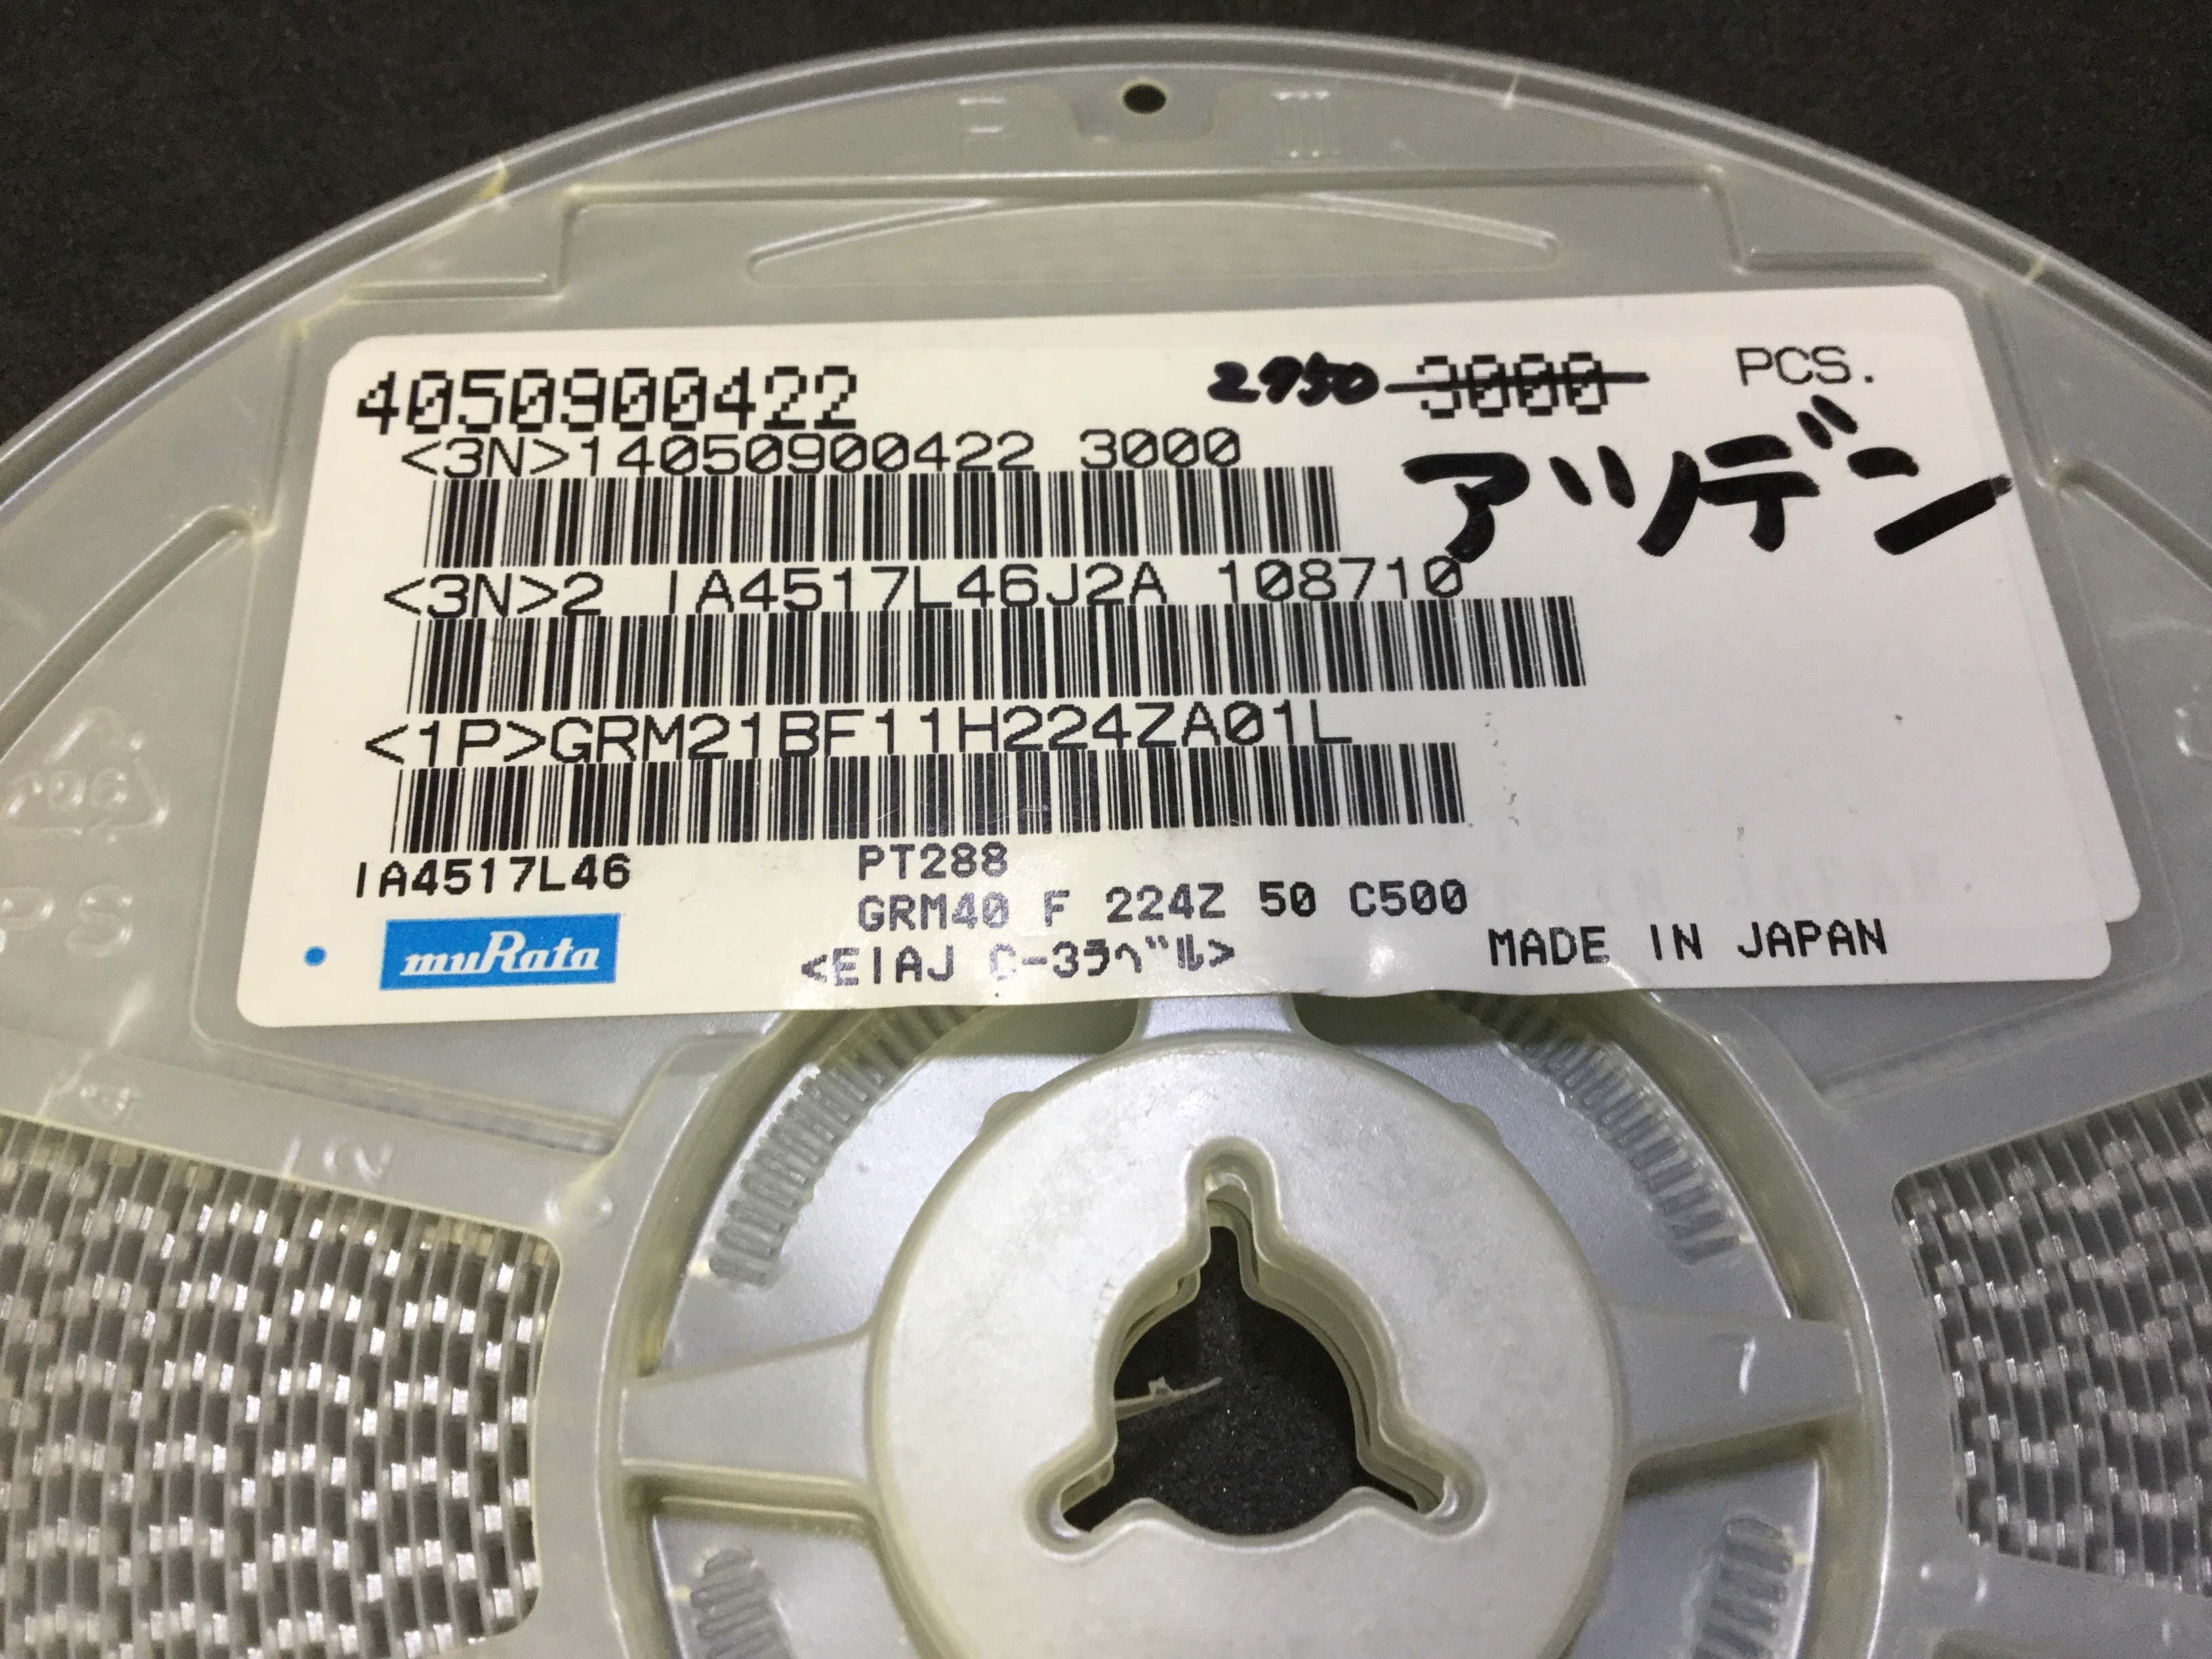 4050900422 2950 3000 PCS.
<3N>14050900422 3000
アツデン
<3N>2 IA4517L46J2A 108710
<1P>GRM21BF11H224ZA01L
IA4517L46 PT288
GRM40 F 224Z 50 C500
muRata <EIAJ C-3ラベル> MADE IN JAPAN
PS